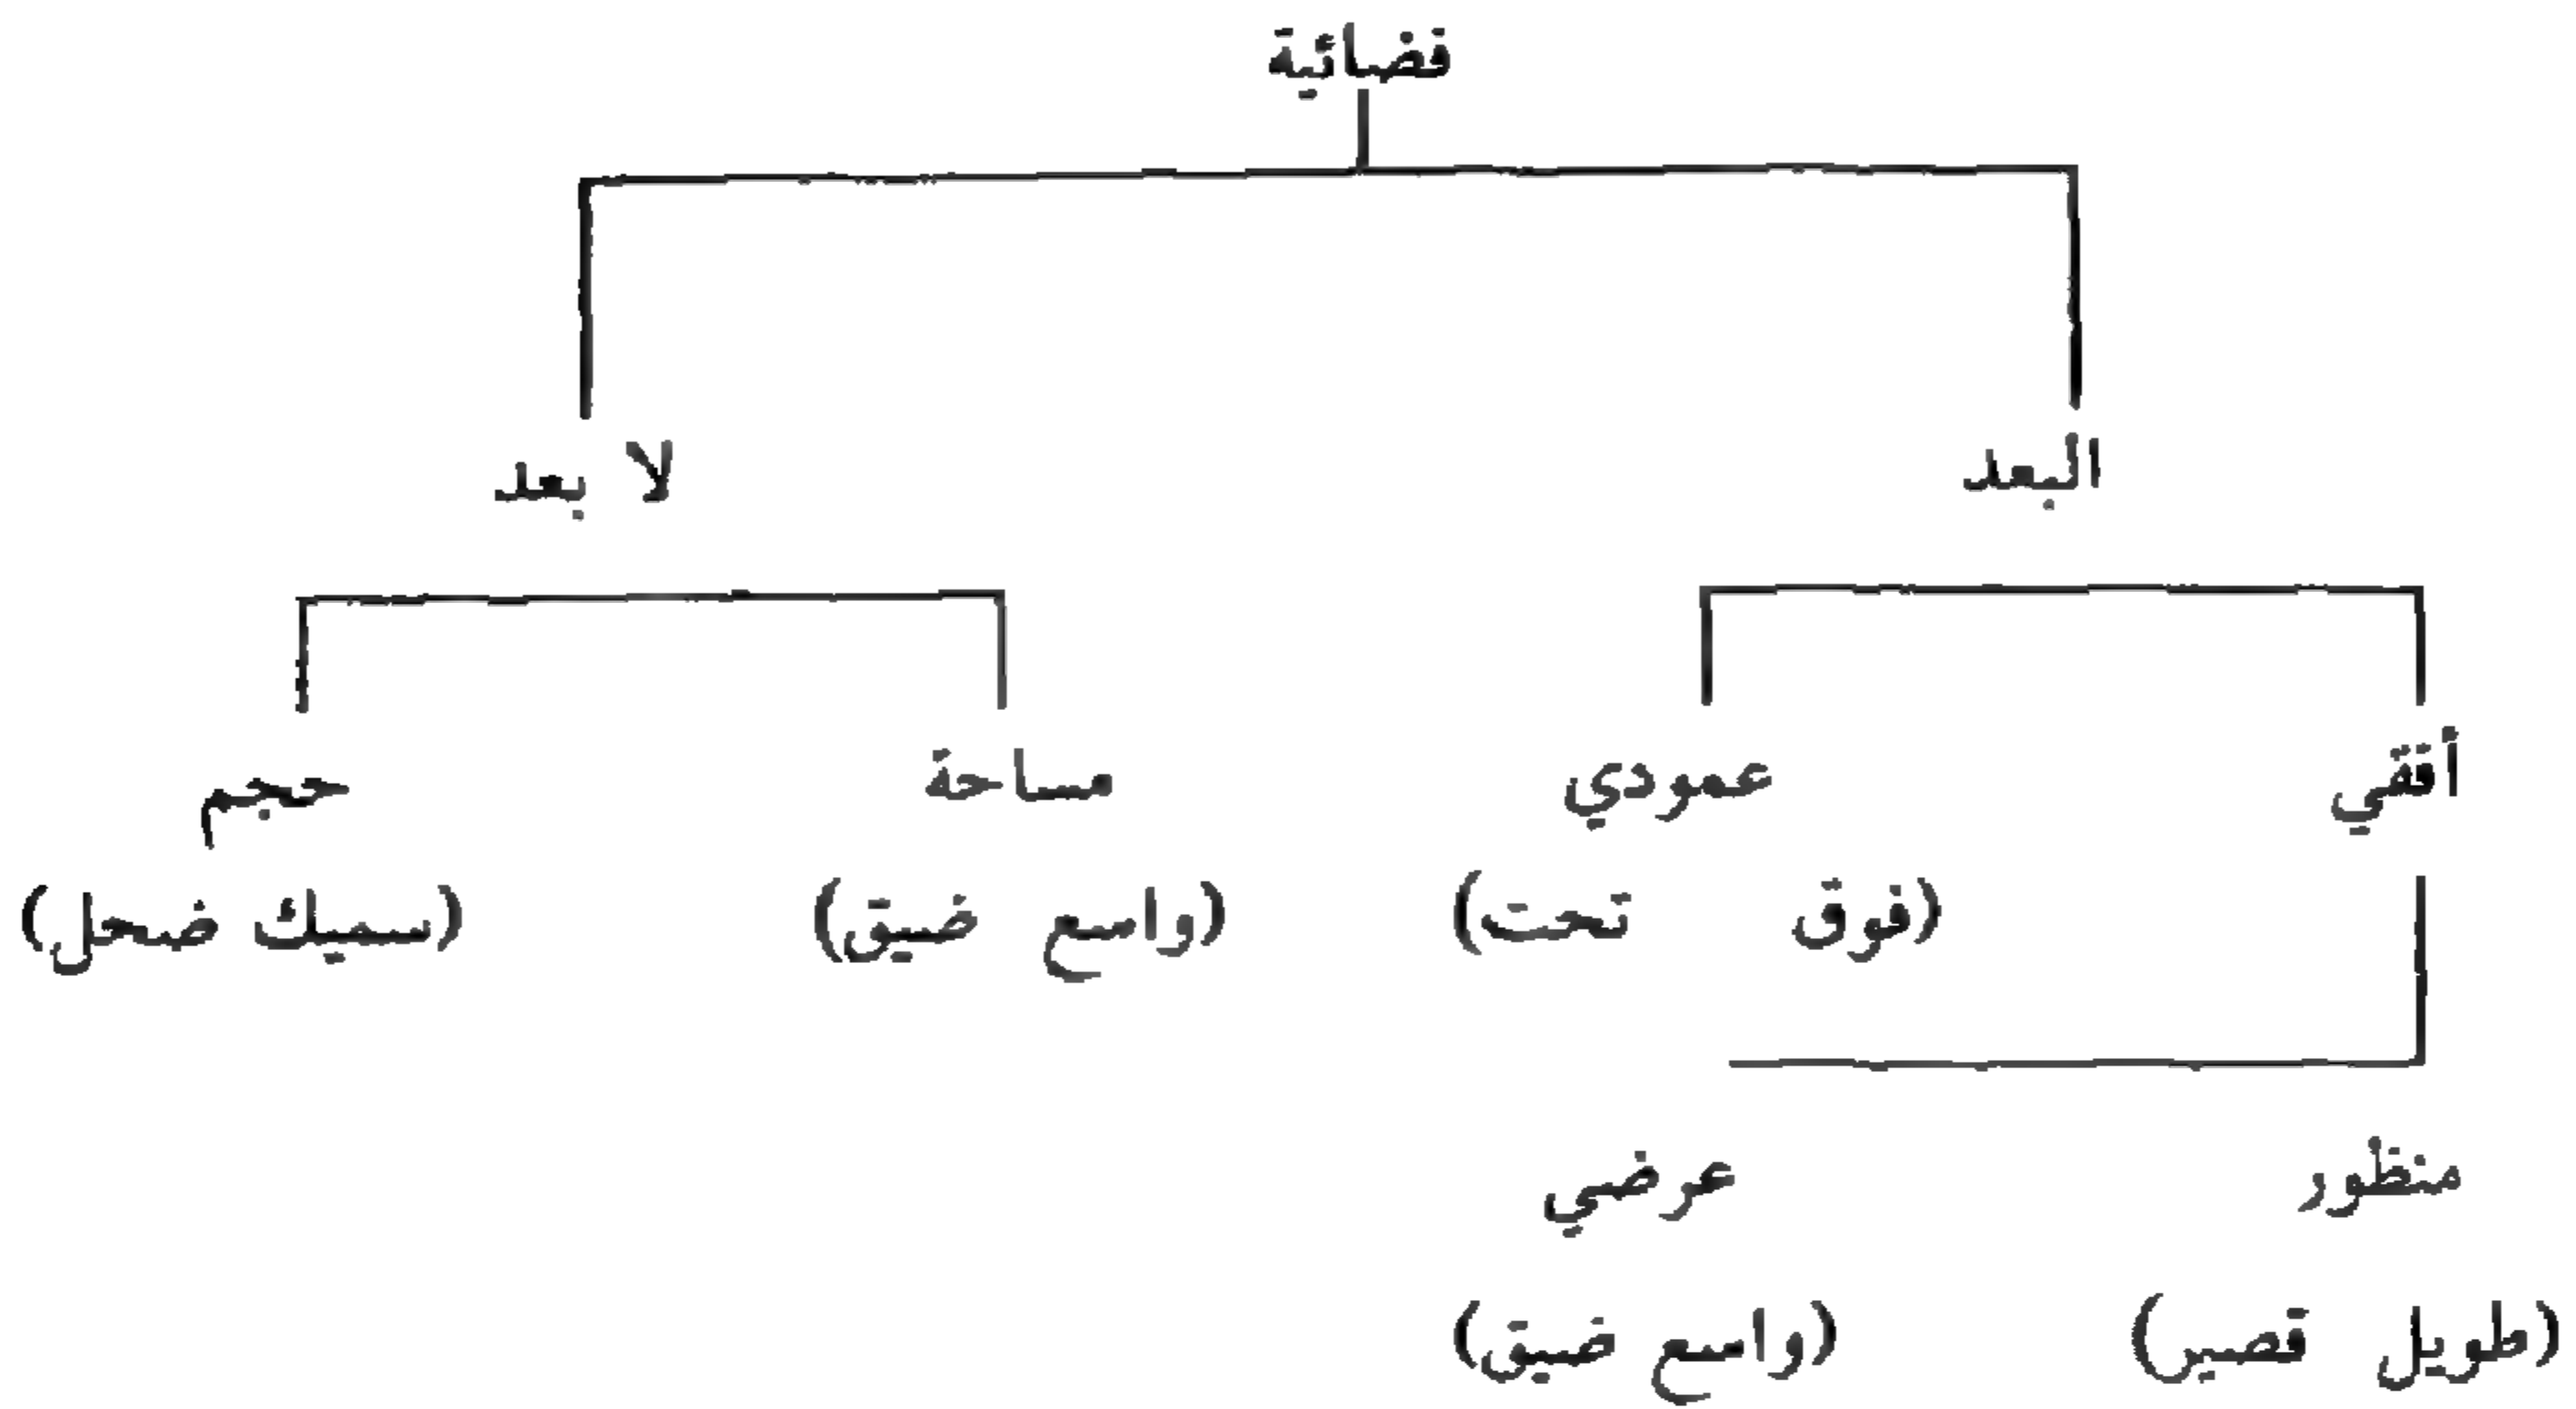 فضائية
البعد لا بعد
أفقي عمودي مساحة حجم
(فوق تحت) (واسع ضيق) (سميك ضحل)
منظور عرضي
(طويل قصير) (واسع ضيق)